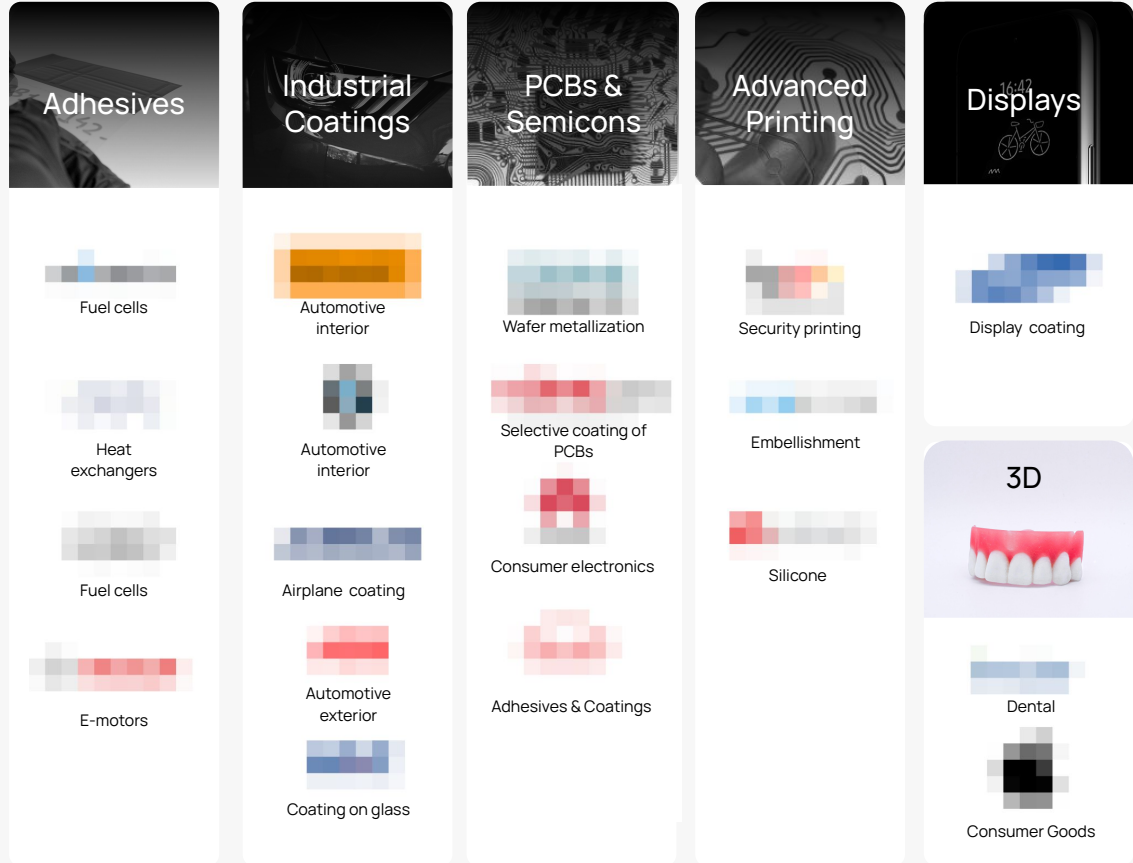 Adhesives
Fuel cells
Heat
exchangers
Fuel cells
E-motors
Industrial
Coatings
Automotive
interior
Automotive
interior
Airplane coating
Automotive
exterior
Coating on glass
PCBs &
Semicons
Wafer metallization
Selective coating of
PCBs
Consumer electronics
Adhesives & Coatings
Advanced
Printing
Security printing
Embellishment
Silicone
16:42
Displays
Display coating
3D
Dental
Consumer Goods